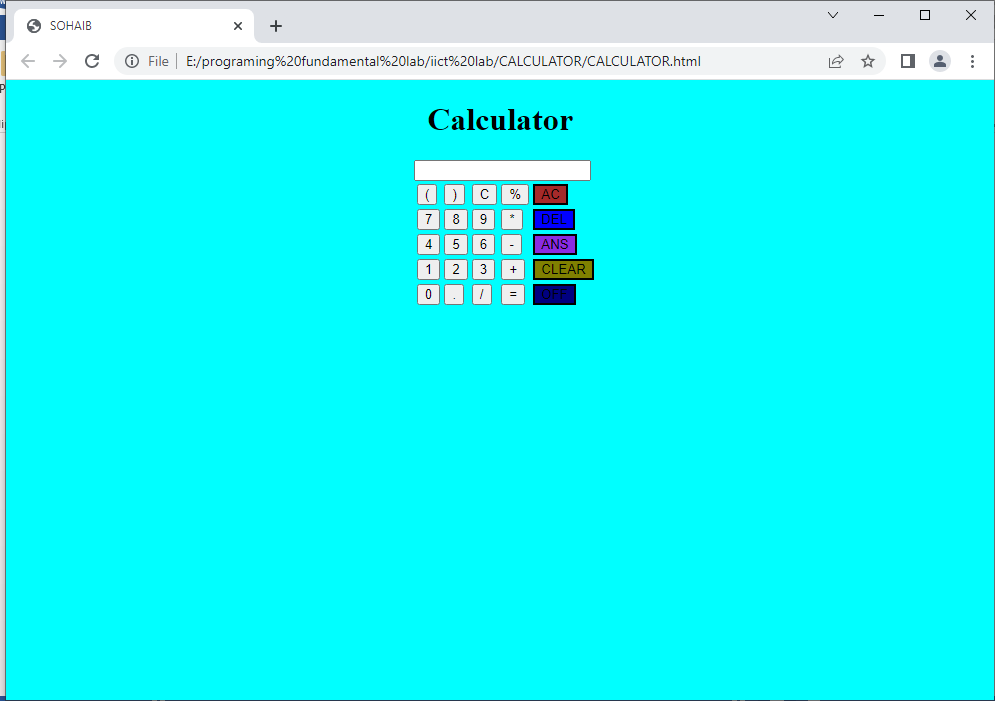 SOHAIB
File E:/programing%20fundamental%20lab/iict%20lab/CALCULATOR/CALCULATOR.html
Calculator
( ) C % AC
7 8 9 * DEL
4 5 6 - ANS
1 2 3 + CLEAR
0 . / =